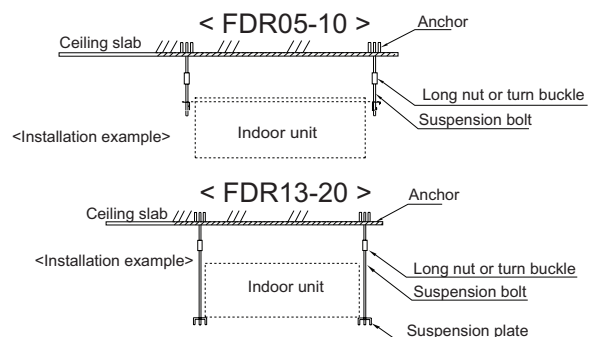 < FDR05-10 >
Anchor
Ceiling slab
Long nut or turn buckle
Suspension bolt
<Installation example>
Indoor unit
< FDR13-20 >
Anchor
Ceiling slab
<Installation example>
Long nut or turn buckle
Indoor unit
Suspension bolt
Suspension plate